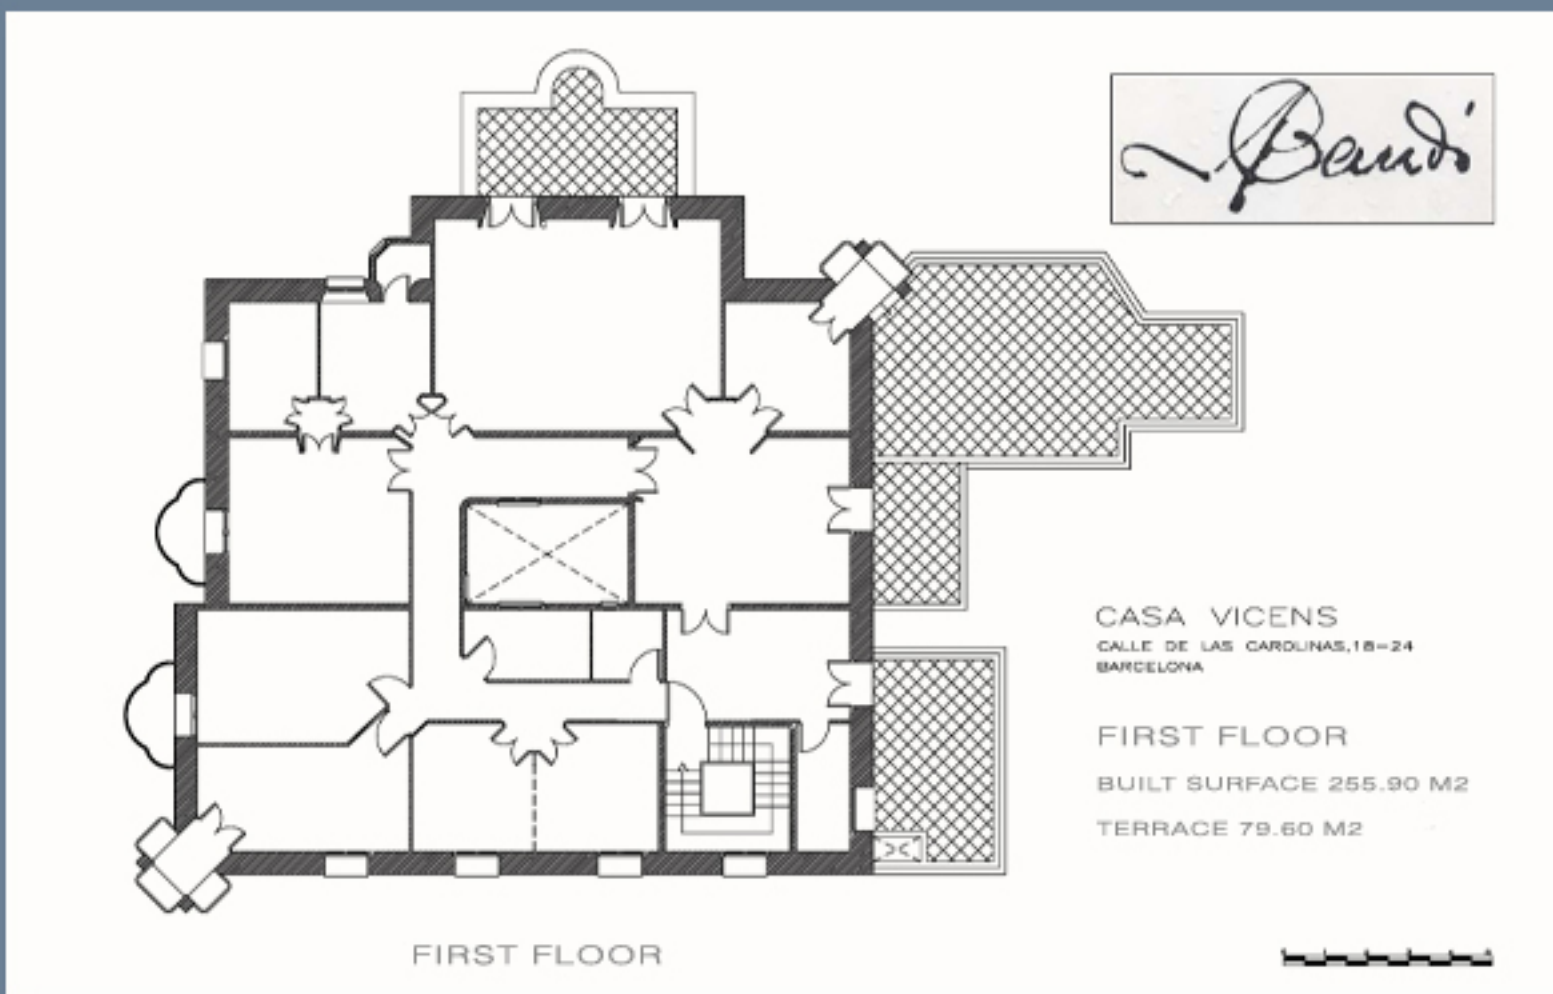 Gaudí
CASA VICENS
CALLE DE LAS CAROLINAS,18-24
BARCELONA
FIRST FLOOR
BUILT SURFACE 255.90 M2
TERRACE 79.60 M2
FIRST FLOOR